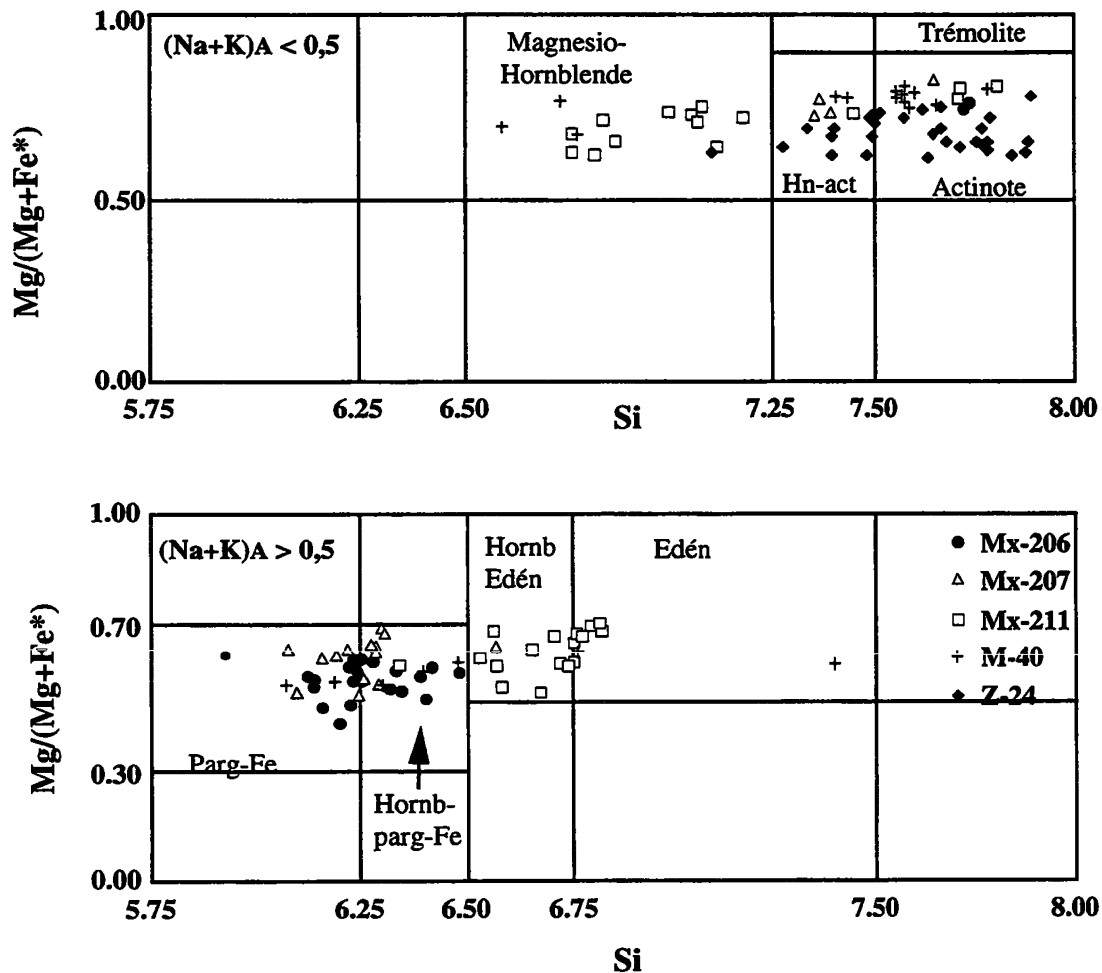 1.00
(Na+K)A < 0,5
Magnesio-
Hornblende
Trémolite
Mg/(Mg+Fe*)
0.50
Hn-act
Actinote
0.00
5.75
6.25
6.50
7.25
7.50
8.00
Si
1.00
(Na+K)A > 0,5
Hornb
Edén
Edén
Mx-206
Mx-207
Mx-211
M-40
Z-24
0.70
Mg/(Mg+Fe*)
Parg-Fe
0.30
Hornb-
parg-Fe
0.00
5.75
6.25
6.50
6.75
7.50
8.00
Si